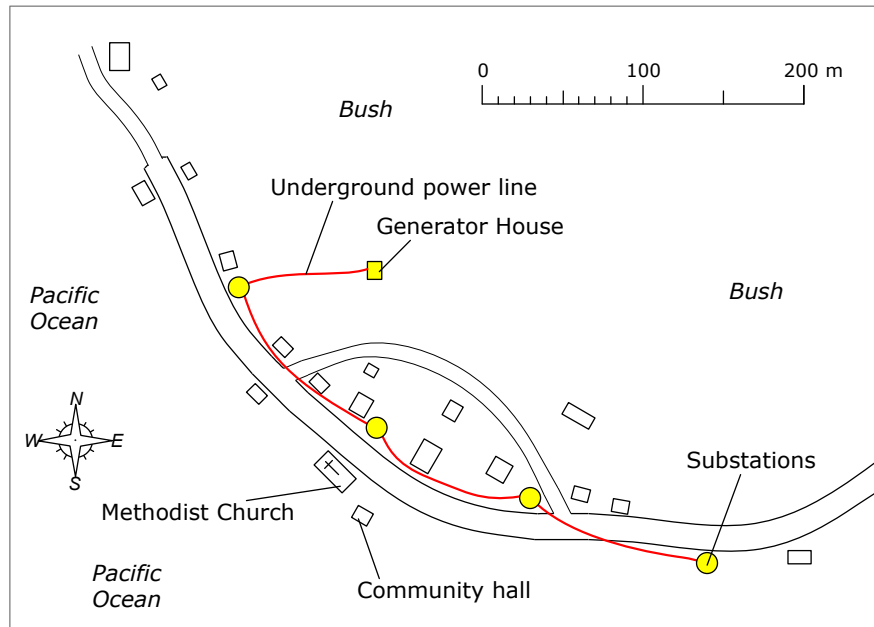 0 100 200 m
Bush
Underground power line
Generator House
Pacific
Ocean
Bush
N
W E
S
Substations
Methodist Church
Pacific
Ocean
Community hall